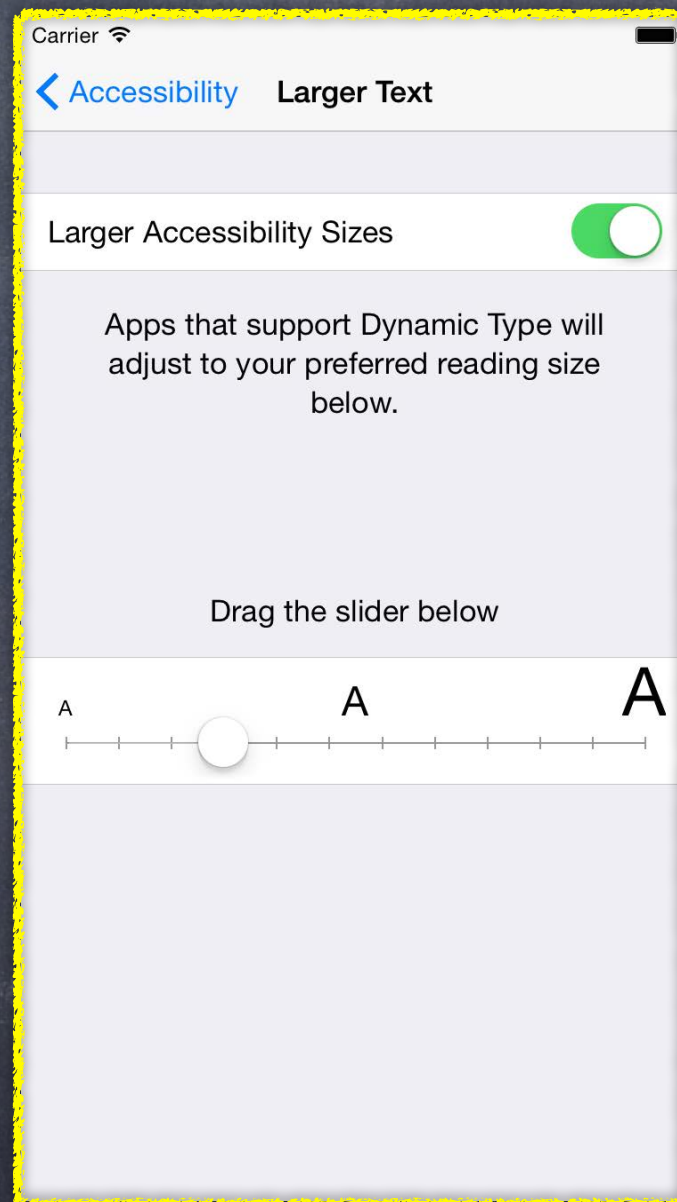 Carrier
Accessibility Larger Text
Larger Accessibility Sizes
Apps that support Dynamic Type will
adjust to your preferred reading size
below.
Drag the slider below
A A A